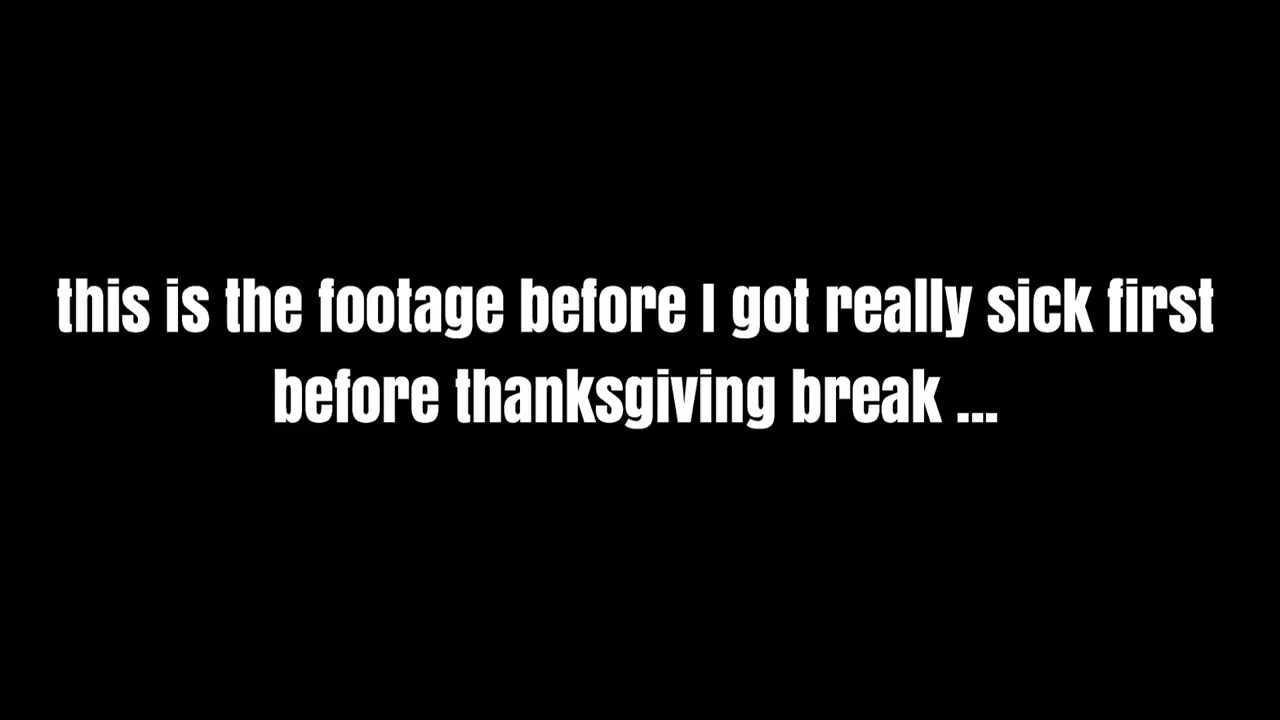 this is the footage before I got really sick first
before thanksgiving break ...